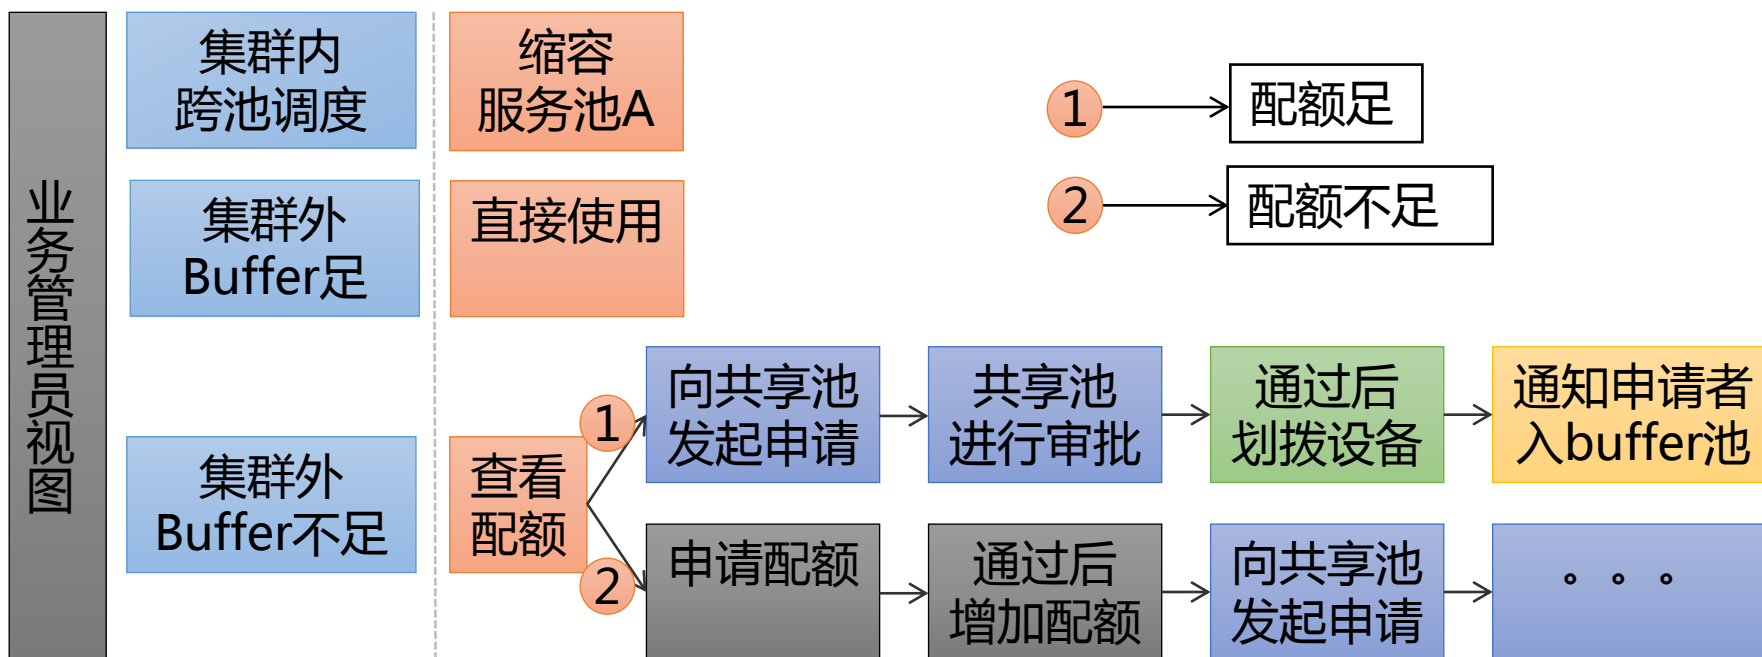 业务管理员视图
集群内
跨池调度
缩容
服务池A
1
配额足
2
配额不足
集群外
Buffer足
直接使用
集群外
Buffer不足
查看
配额
1
向共享池
发起申请
共享池
进行审批
通过后
划拨设备
通知申请者
入buffer池
2
申请配额
通过后
增加配额
向共享池
发起申请
。。。